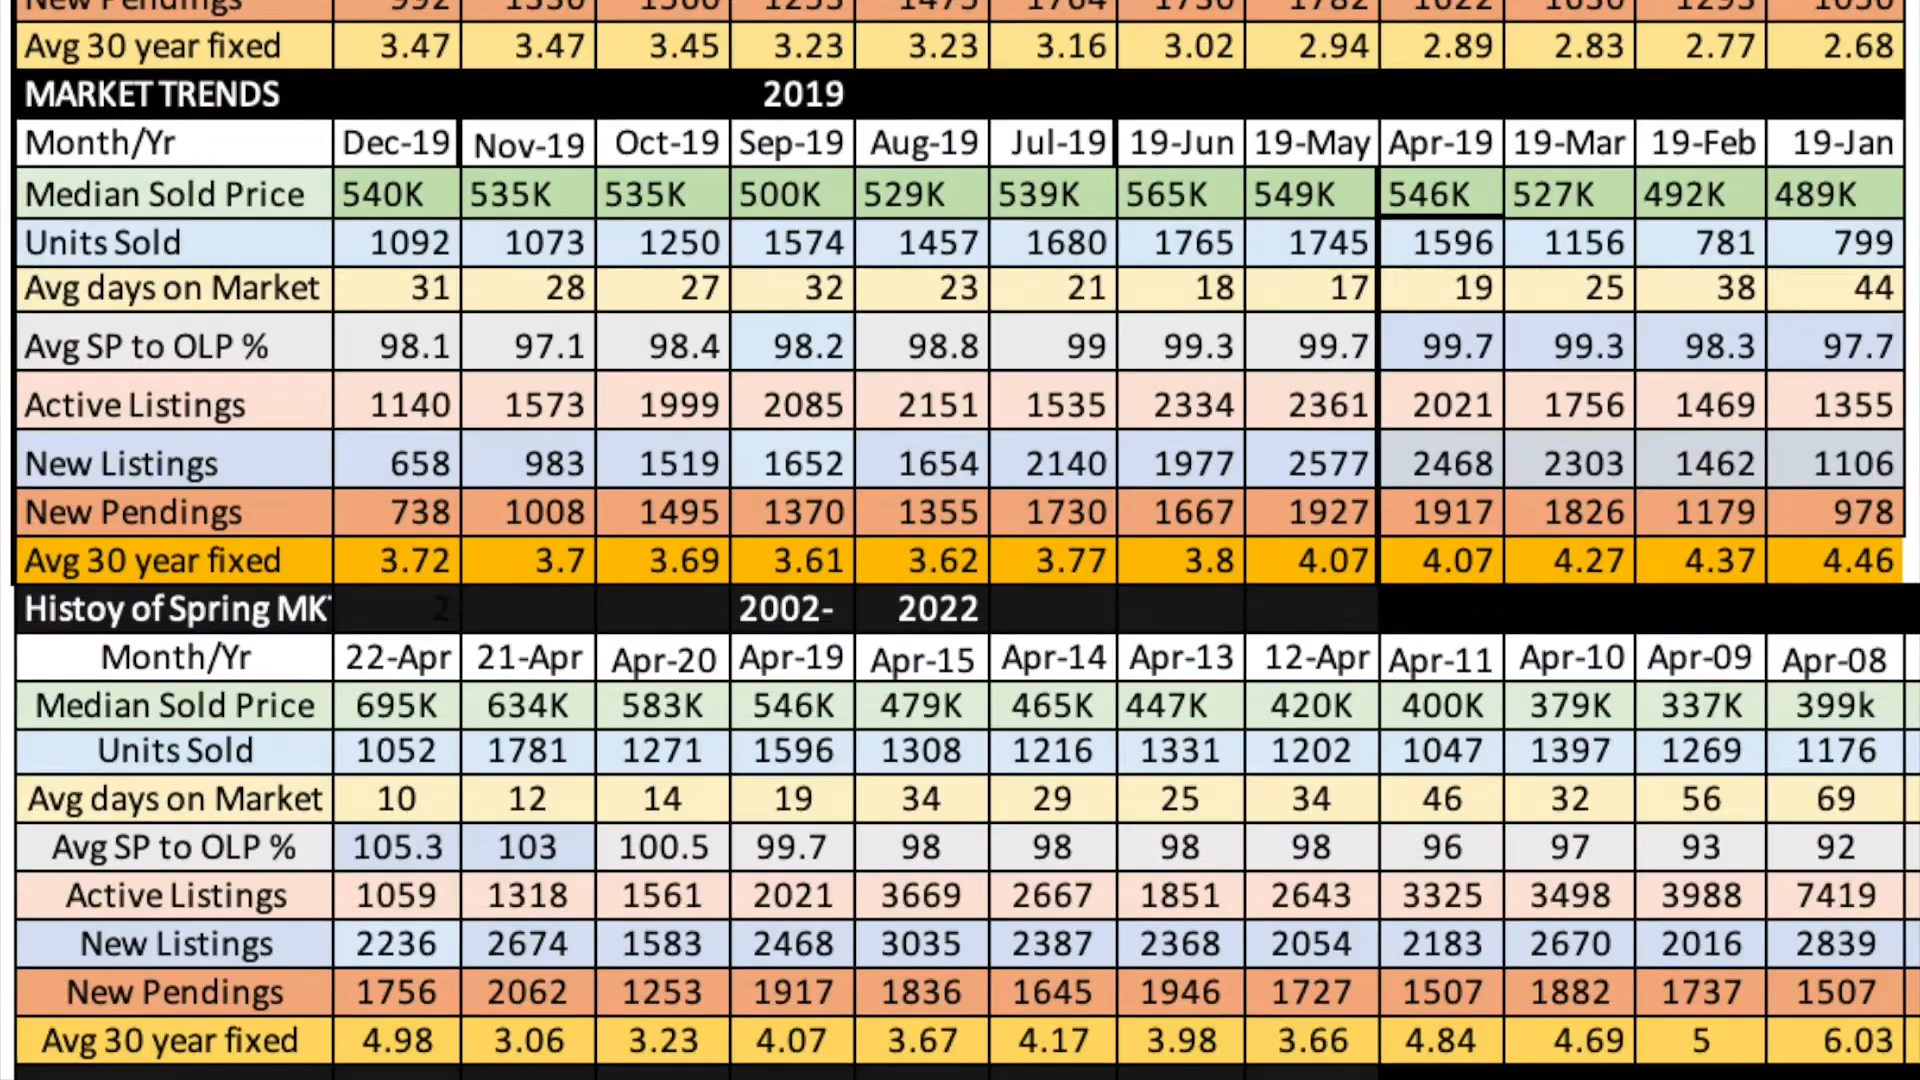 New Pendings 992 1330 1560 1253 1475 1764 1730 1782 1622 1630 1293 1030
Avg 30 year fixed 3.47 3.47 3.45 3.23 3.23 3.16 3.02 2.94 2.89 2.83 2.77 2.68
MARKET TRENDS 2019
Month/Yr Dec-19 Nov-19 Oct-19 Sep-19 Aug-19 Jul-19 19-Jun 19-May Apr-19 19-Mar 19-Feb 19-Jan
Median Sold Price 540K 535K 535K 500K 529K 539K 565K 549K 546K 527K 492K 489K
Units Sold 1092 1073 1250 1574 1457 1680 1765 1745 1596 1156 781 799
Avg days on Market 31 28 27 32 23 21 18 17 19 25 38 44
Avg SP to OLP % 98.1 97.1 98.4 98.2 98.8 99 99.3 99.7 99.7 99.3 98.3 97.7
Active Listings 1140 1573 1999 2085 2151 1535 2334 2361 2021 1756 1469 1355
New Listings 658 983 1519 1652 1654 2140 1977 2577 2468 2303 1462 1106
New Pendings 738 1008 1495 1370 1355 1730 1667 1927 1917 1826 1179 978
Avg 30 year fixed 3.72 3.7 3.69 3.61 3.62 3.77 3.8 4.07 4.07 4.27 4.37 4.46
Histoy of Spring MK 2 2002- 2022
Month/Yr 22-Apr 21-Apr Apr-20 Apr-19 Apr-15 Apr-14 Apr-13 12-Apr Apr-11 Apr-10 Apr-09 Apr-08
Median Sold Price 695K 634K 583K 546K 479K 465K 447K 420K 400K 379K 337K 399k
Units Sold 1052 1781 1271 1596 1308 1216 1331 1202 1047 1397 1269 1176
Avg days on Market 10 12 14 19 34 29 25 34 46 32 56 69
Avg SP to OLP % 105.3 103 100.5 99.7 98 98 98 98 96 97 93 92
Active Listings 1059 1318 1561 2021 3669 2667 1851 2643 3325 3498 3988 7419
New Listings 2236 2674 1583 2468 3035 2387 2368 2054 2183 2670 2016 2839
New Pendings 1756 2062 1253 1917 1836 1645 1946 1727 1507 1882 1737 1507
Avg 30 year fixed 4.98 3.06 3.23 4.07 3.67 4.17 3.98 3.66 4.84 4.69 5 6.03